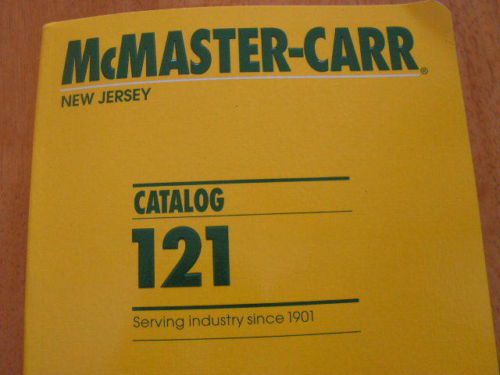 McMASTER-CARR®
NEW JERSEY
CATALOG
121
Serving industry since 1901